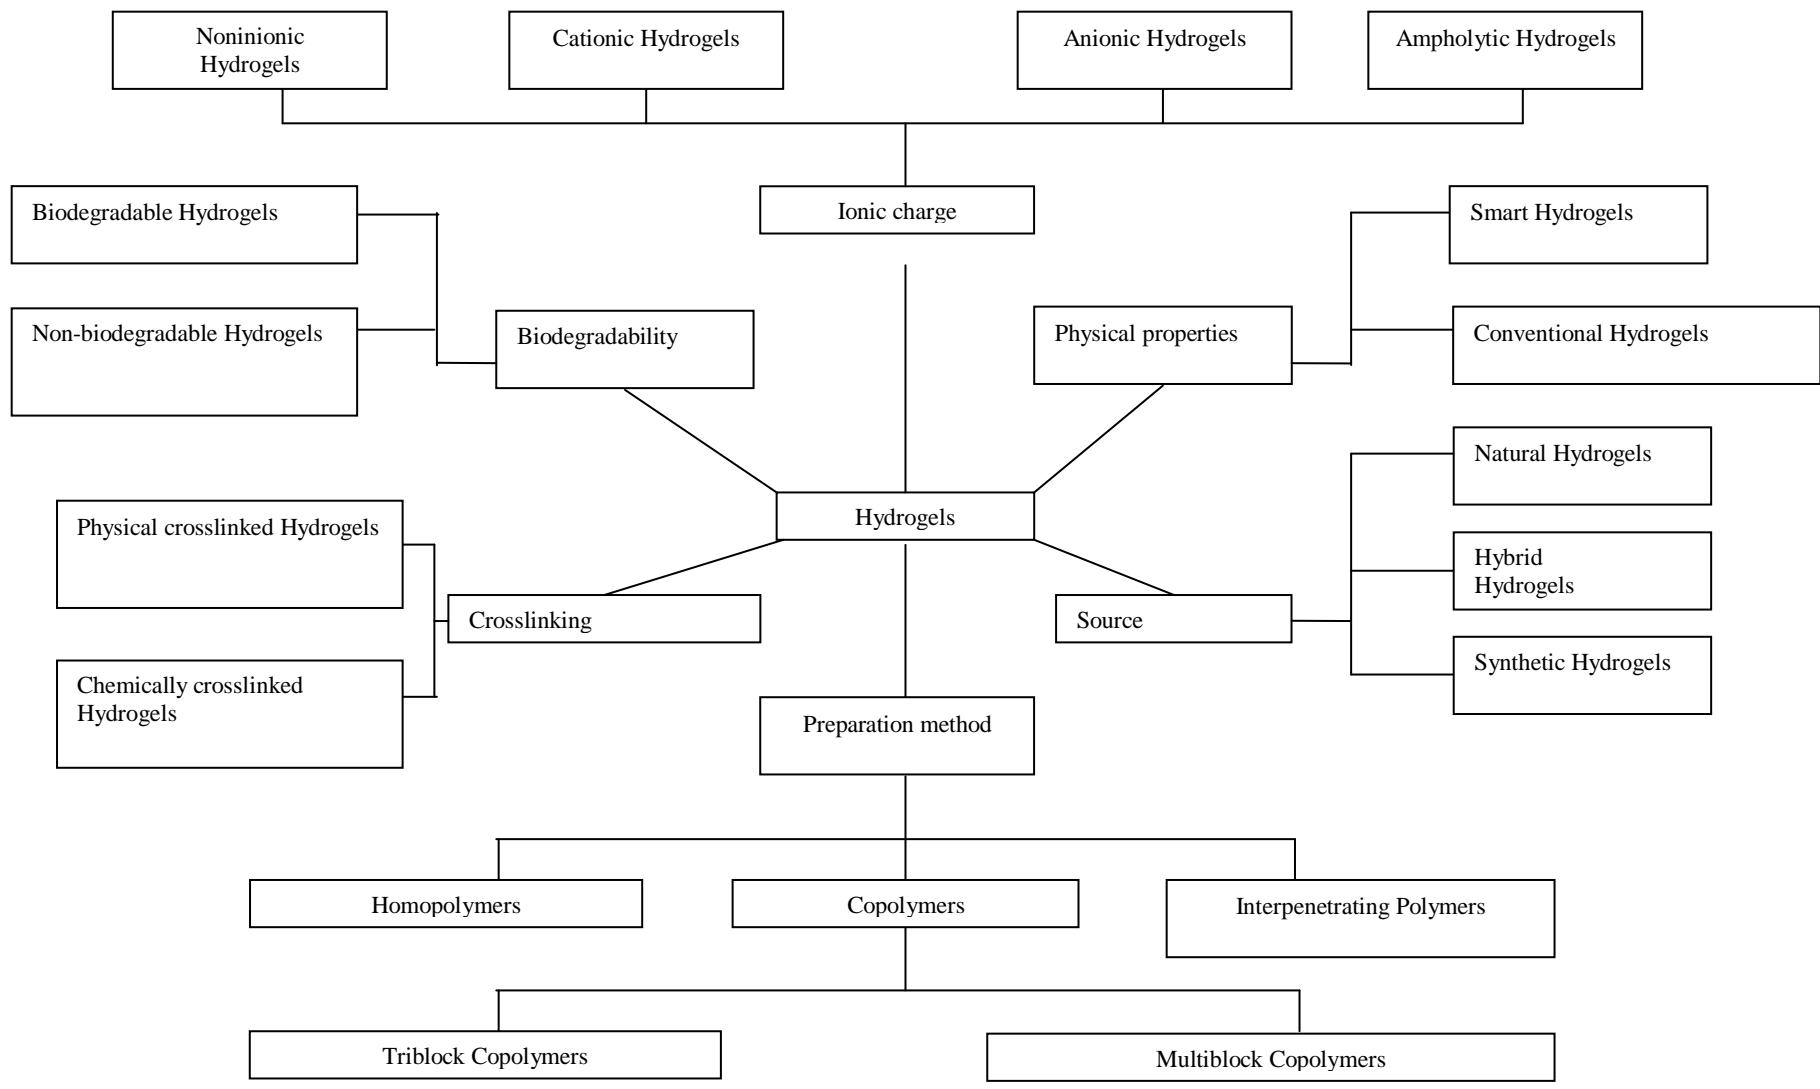 Noninionic
Hydrogels
Cationic Hydrogels
Anionic Hydrogels
Ampholytic Hydrogels
Biodegradable Hydrogels
Ionic charge
Smart Hydrogels
Non-biodegradable Hydrogels
Biodegradability
Physical properties
Conventional Hydrogels
Natural Hydrogels
Physical crosslinked Hydrogels
Hydrogels
Hybrid
Hydrogels
Crosslinking
Source
Synthetic Hydrogels
Chemically crosslinked
Hydrogels
Preparation method
Homopolymers
Copolymers
Interpenetrating Polymers
Triblock Copolymers
Multiblock Copolymers